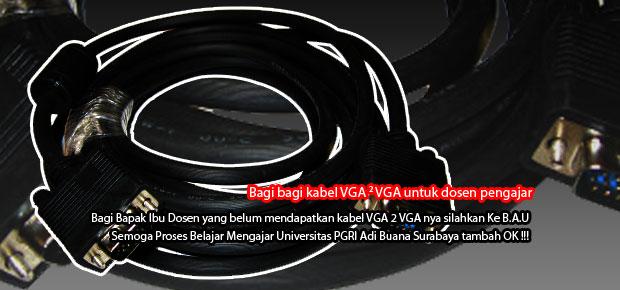 Bagi bagi kabel VGA ² VGA untuk dosen pengajar
Bagi Bapak Ibu Dosen yang belum mendapatkan kabel VGA 2 VGA nya silahkan Ke B.A.U
Semoga Proses Belajar Mengajar Universitas PGRI Adi Buana Surabaya tambah OK !!!